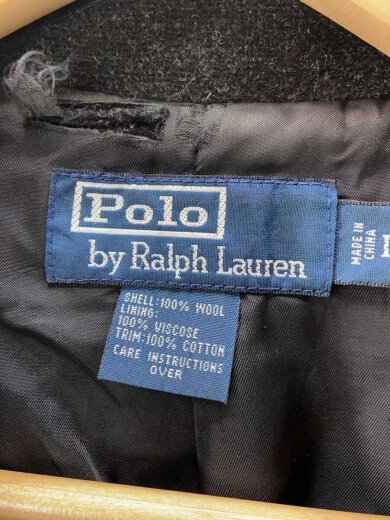 Polo
by Ralph Lauren
MADE IN
CHINA
SHELL:100% WOOL
LINING:
100% VISCOSE
TRIM:100% COTTON
CARE INSTRUCTIONS
OVER